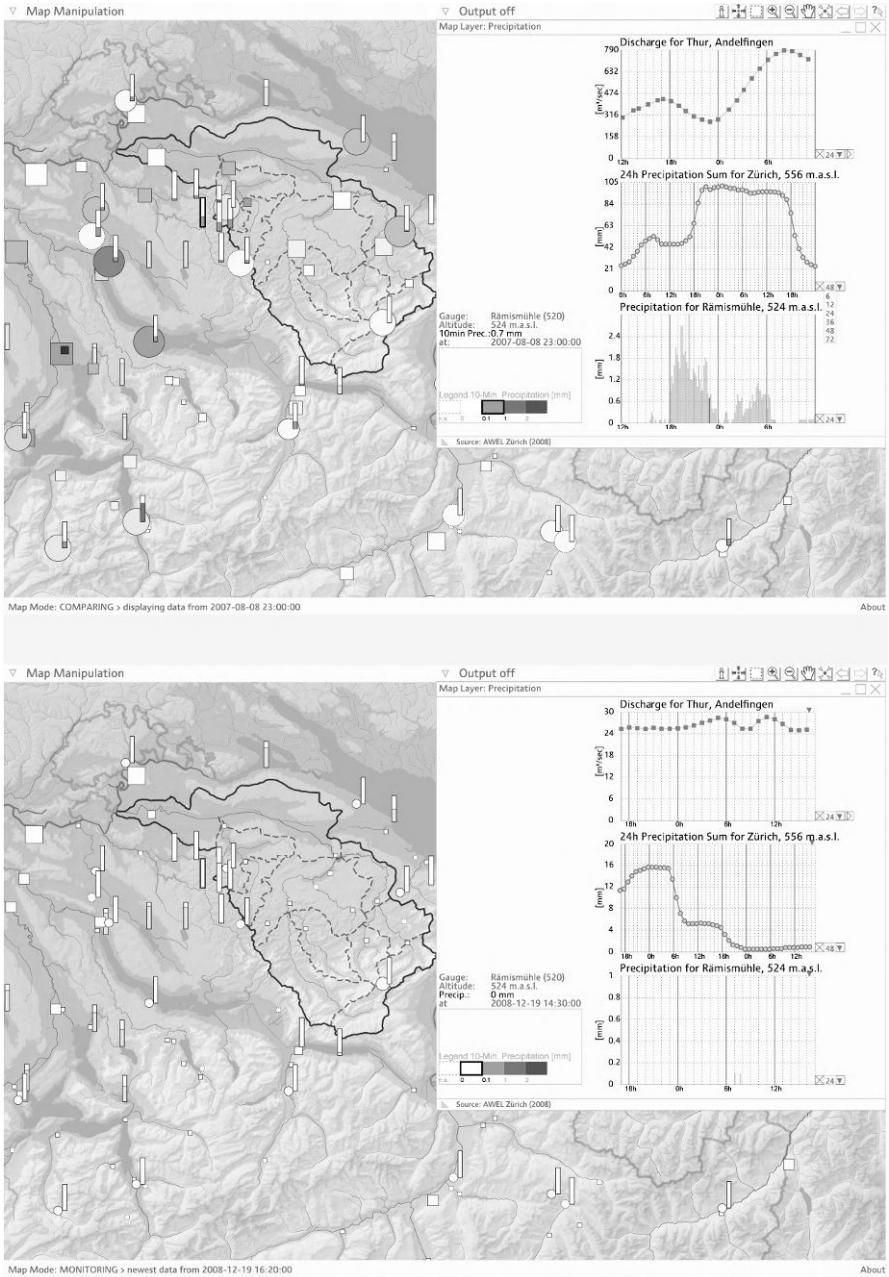 ▽ Map Manipulation
▽ Output off
Map Layer: Precipitation
Discharge for Thur, Andelfingen
790
632
474
316
158
0
[m³/sec]
12h 18h 0h 6h
24
24h Precipitation Sum for Zürich, 556 m.a.s.l.
105
84
63
42
21
0
[mm]
6h 12h 18h 0h 6h 12h 18h
48
6
12
24
36
48
72
Precipitation for Rämismühle, 524 m.a.s.l.
2.4
1.8
1.2
0.6
0
[mm]
12h 18h 0h 6h
24
Gauge: Rämismühle (520)
Altitude: 524 m.a.s.l.
10min Prec.: 0.7 mm
at: 2007-08-08 23:00:00
Legend 10-Min. Precipitation [mm]
n.a. 0 0.1 1 2
Source: AWEL Zürich (2008)
Map Mode: COMPARING > displaying data from 2007-08-08 23:00:00
About
▽ Map Manipulation
▽ Output off
Map Layer: Precipitation
Discharge for Thur, Andelfingen
30
24
18
12
6
0
[m³/sec]
18h 0h 6h 12h
24
24h Precipitation Sum for Zürich, 556 m.a.s.l.
20
16
12
8
4
0
[mm]
18h 0h 6h 12h 18h 0h 6h 12h
48
Precipitation for Rämismühle, 524 m.a.s.l.
1
0.8
0.6
0.4
0.2
0
[mm]
18h 0h 6h 12h
24
Gauge: Rämismühle (520)
Altitude: 524 m.a.s.l.
Precip.: 0 mm
at 2008-12-19 14:30:00
Legend 10-Min. Precipitation [mm]
n.a. 0 0.1 1 2
Source: AWEL Zürich (2008)
Map Mode: MONITORING > newest data from 2008-12-19 16:20:00
About